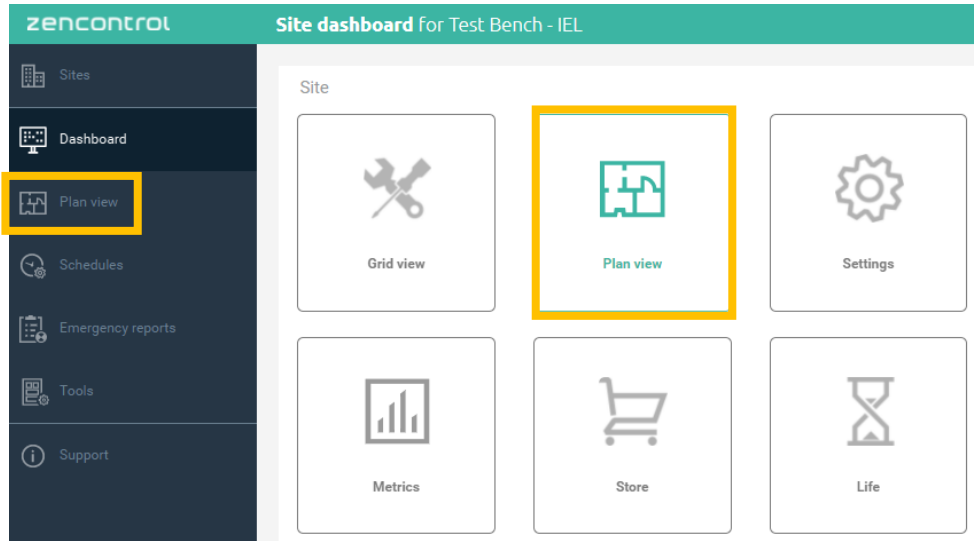 zencontrol
Site dashboard for Test Bench - IEL
Sites
Dashboard
Plan view
Schedules
Emergency reports
Tools
Support
Site
Grid view
Plan view
Settings
Metrics
Store
Life